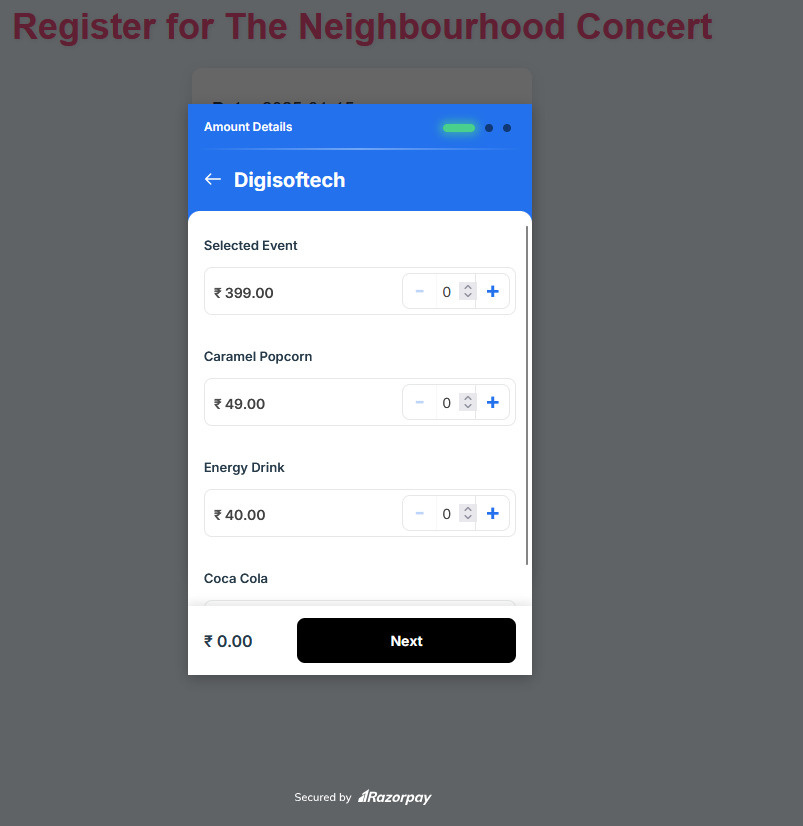 Register for The Neighbourhood Concert
Amount Details
Digisoftech
Selected Event
₹ 399.00
0
Caramel Popcorn
₹ 49.00
0
Energy Drink
₹ 40.00
0
Coca Cola
₹ 0.00
Next
Secured by Razorpay